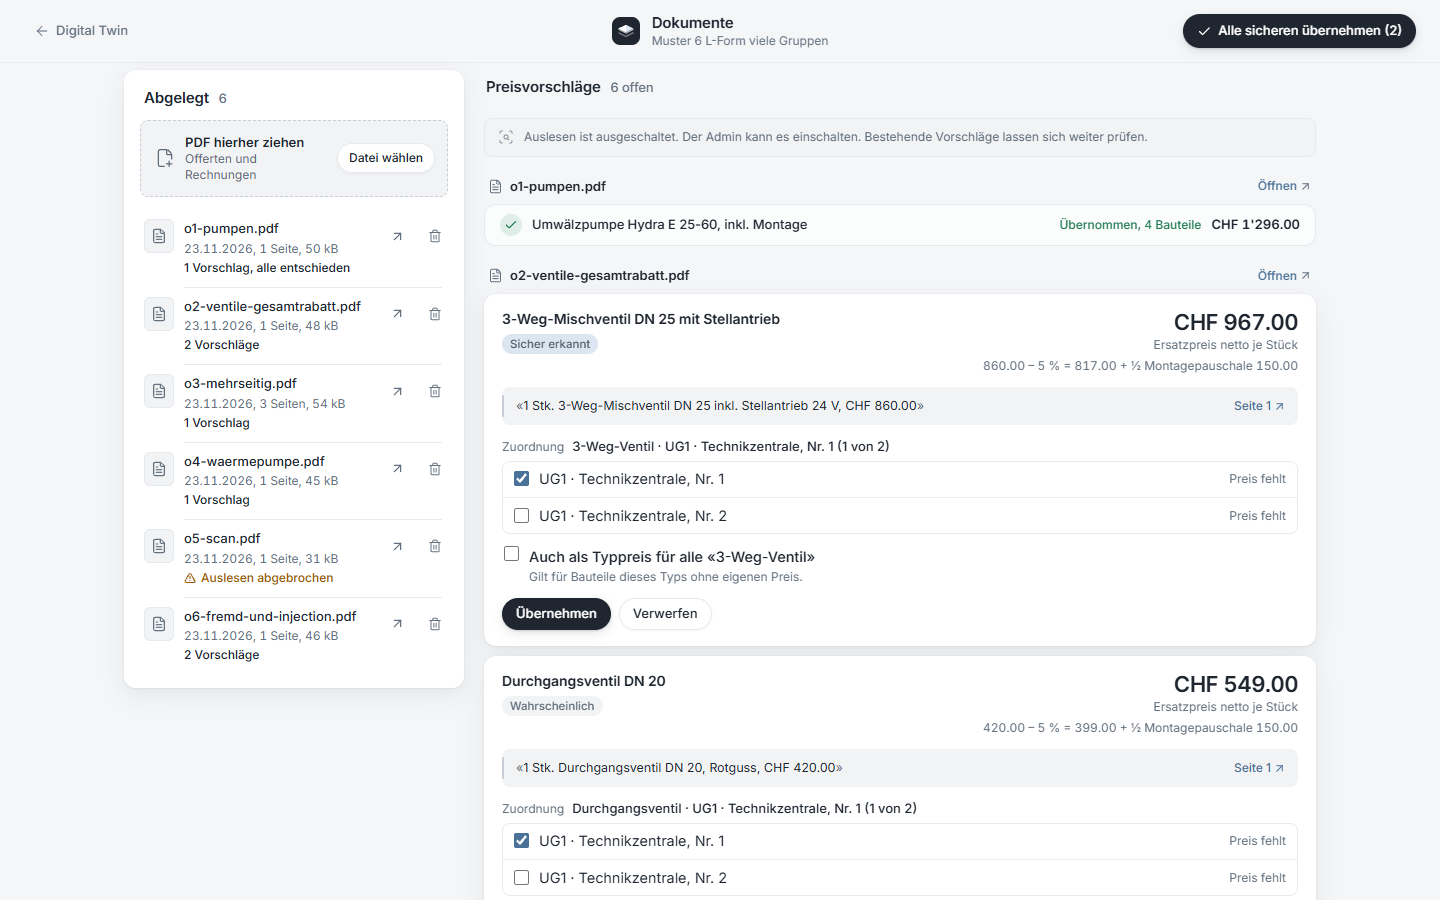 Digital Twin
Dokumente
Muster 6 L-Form viele Gruppen
Alle sicheren übernehmen (2)
Abgelegt 6
PDF hierher ziehen
Offerten und
Rechnungen
Datei wählen
o1-pumpen.pdf
23.11.2026, 1 Seite, 50 kB
1 Vorschlag, alle entschieden
o2-ventile-gesamtrabatt.pdf
23.11.2026, 1 Seite, 48 kB
2 Vorschläge
o3-mehrseitig.pdf
23.11.2026, 3 Seiten, 54 kB
1 Vorschlag
o4-waermepumpe.pdf
23.11.2026, 1 Seite, 45 kB
1 Vorschlag
o5-scan.pdf
23.11.2026, 1 Seite, 31 kB
Auslesen abgebrochen
o6-fremd-und-injection.pdf
23.11.2026, 1 Seite, 46 kB
2 Vorschläge
Preisvorschläge 6 offen
Auslesen ist ausgeschaltet. Der Admin kann es einschalten. Bestehende Vorschläge lassen sich weiter prüfen.
o1-pumpen.pdf Öffnen
Umwälzpumpe Hydra E 25-60, inkl. Montage Übernommen, 4 Bauteile CHF 1'296.00
o2-ventile-gesamtrabatt.pdf Öffnen
3-Weg-Mischventil DN 25 mit Stellantrieb CHF 967.00
Sicher erkannt Ersatzpreis netto je Stück
860.00 – 5 % = 817.00 + ½ Montagepauschale 150.00
«1 Stk. 3-Weg-Mischventil DN 25 inkl. Stellantrieb 24 V, CHF 860.00» Seite 1
Zuordnung 3-Weg-Ventil · UG1 · Technikzentrale, Nr. 1 (1 von 2)
UG1 · Technikzentrale, Nr. 1 Preis fehlt
UG1 · Technikzentrale, Nr. 2 Preis fehlt
Auch als Typpreis für alle «3-Weg-Ventil»
Gilt für Bauteile dieses Typs ohne eigenen Preis.
Übernehmen Verwerfen
Durchgangsventil DN 20 CHF 549.00
Wahrscheinlich Ersatzpreis netto je Stück
420.00 – 5 % = 399.00 + ½ Montagepauschale 150.00
«1 Stk. Durchgangsventil DN 20, Rotguss, CHF 420.00» Seite 1
Zuordnung Durchgangsventil · UG1 · Technikzentrale, Nr. 1 (1 von 2)
UG1 · Technikzentrale, Nr. 1 Preis fehlt
UG1 · Technikzentrale, Nr. 2 Preis fehlt